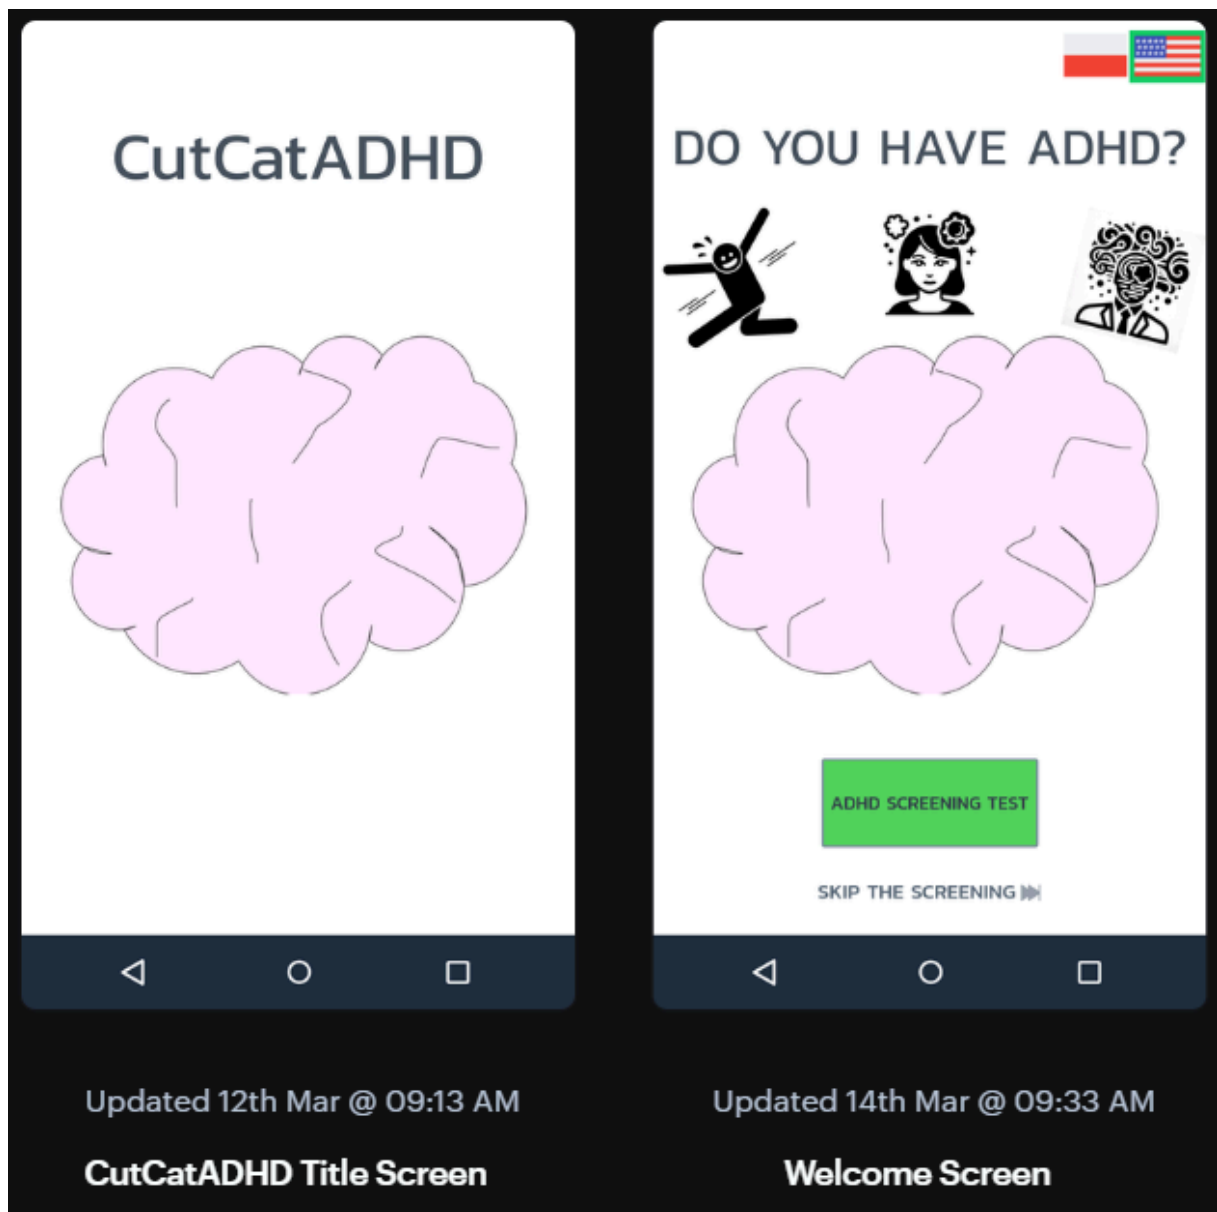 CutCatADHD
DO YOU HAVE ADHD?
ADHD SCREENING TEST
SKIP THE SCREENING
Updated 12th Mar @ 09:13 AM
CutCatADHD Title Screen
Updated 14th Mar @ 09:33 AM
Welcome Screen